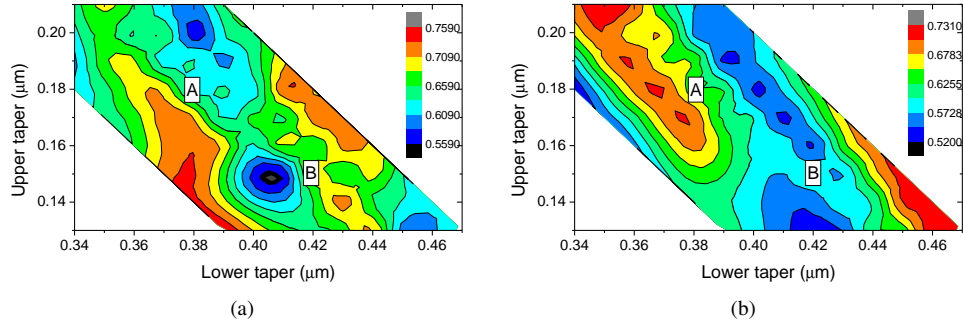 (a)
0.20
0.18
0.16
0.14
Upper taper (μm)
0.34 0.36 0.38 0.40 0.42 0.44 0.46
Lower taper (μm)
A
B
0.7590
0.7090
0.6590
0.6090
0.5590
(a)
(b)
0.20
0.18
0.16
0.14
Upper taper (μm)
0.34 0.36 0.38 0.40 0.42 0.44 0.46
Lower taper (μm)
A
B
0.7310
0.6783
0.6255
0.5728
0.5200
(b)